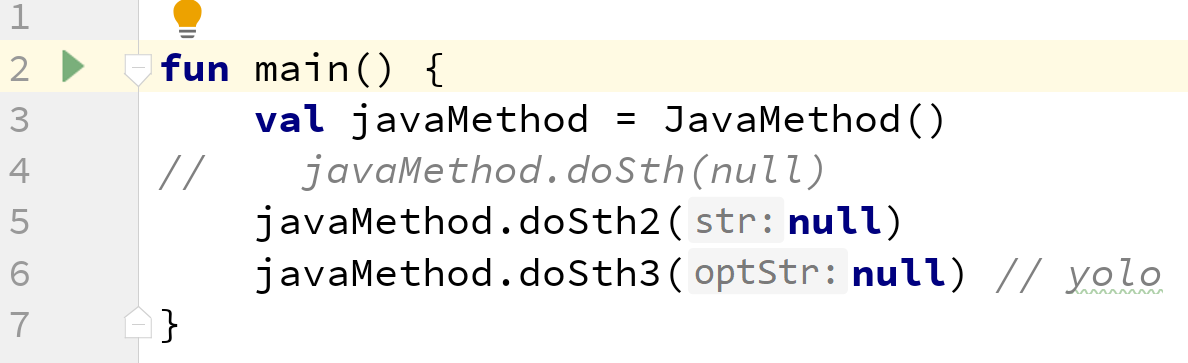 1
2 fun main() {
3 val javaMethod = JavaMethod()
4 // javaMethod.doSth(null)
5 javaMethod.doSth2( str: null)
6 javaMethod.doSth3( optStr: null) // yolo
7 }